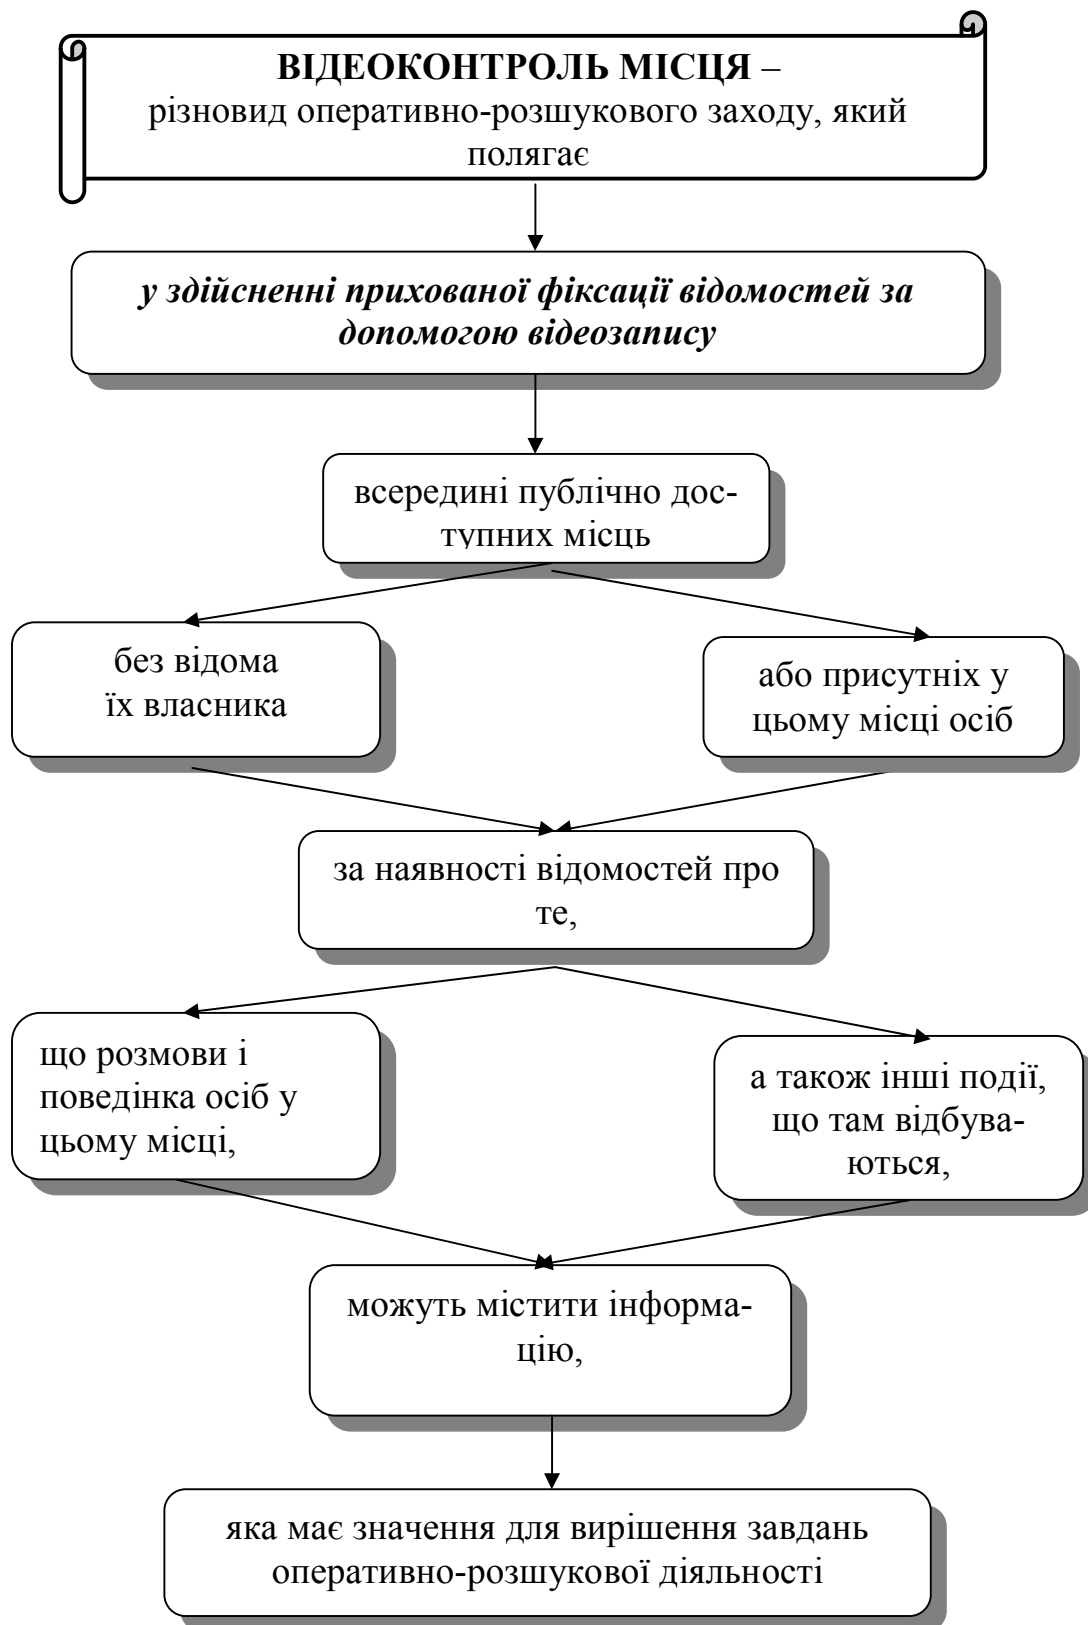 ВІДЕОКОНТРОЛЬ МІСЦЯ –
різновид оперативно-розшукового заходу, який
полягає
у здійсненні прихованої фіксації відомостей за
допомогою відеозапису
всередині публічно дос-
тупних місць
без відома
їх власника
або присутніх у
цьому місці осіб
за наявності відомостей про
те,
що розмови і
поведінка осіб у
цьому місці,
а також інші події,
що там відбува-
ються,
можуть містити інформа-
цію,
яка має значення для вирішення завдань
оперативно-розшукової діяльності